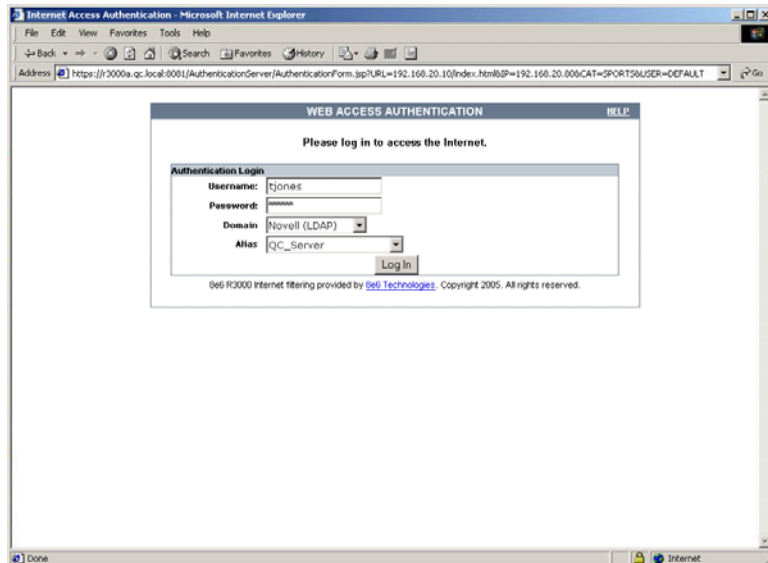 Internet Access Authentication - Microsoft Internet Explorer
File Edit View Favorites Tools Help
Back Search Favorites History
Address https://r3000a.qc.local:8081/AuthenticationServer/AuthenticationForm.jsp?URL=192.168.20.10/index.html&IP=192.168.20.80&CAT=SPORTS&USER=DEFAULT Go
WEB ACCESS AUTHENTICATION HELP
Please log in to access the Internet.
Authentication Login
Username: tjones
Password: ******
Domain Novell (LDAP)
Alias QC_Server
Log In
8e6 R3000 Internet filtering provided by 8e6 Technologies. Copyright 2005. All rights reserved.
Done Internet